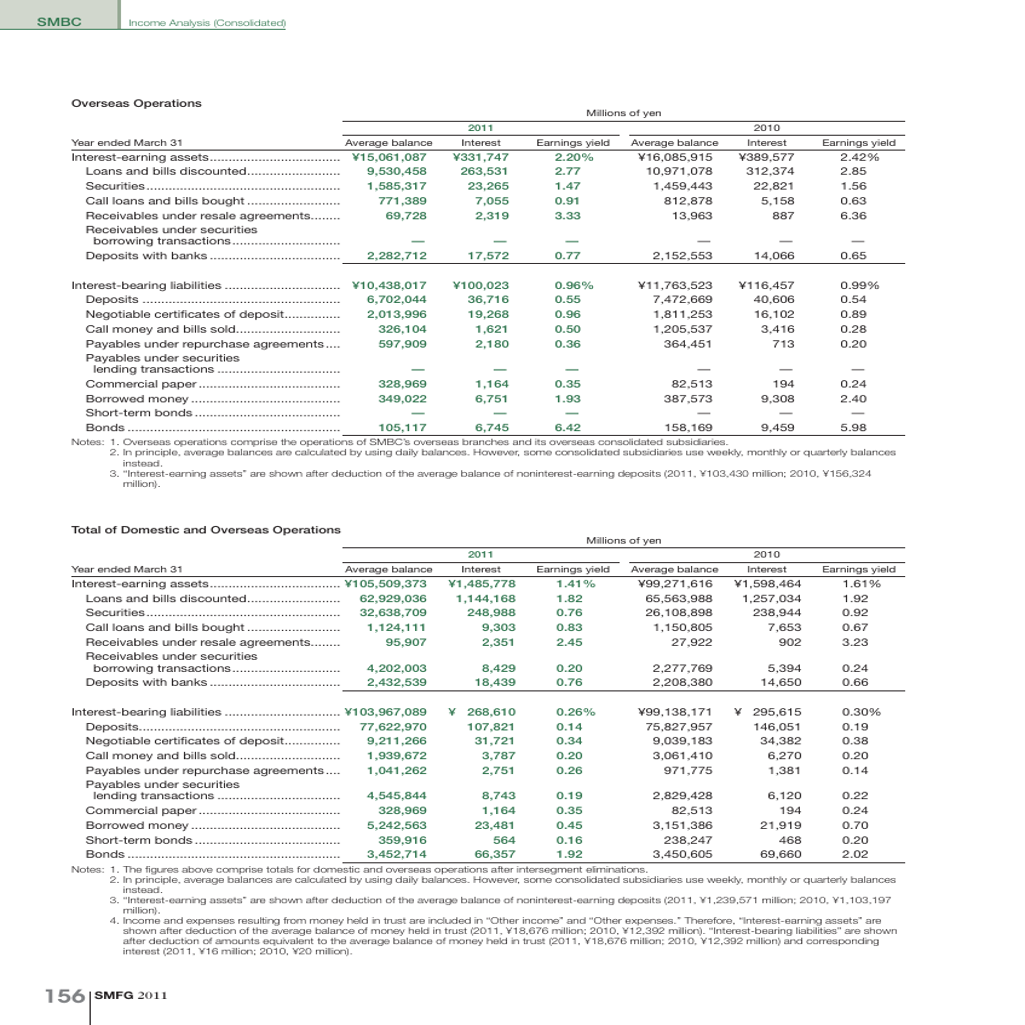 SMBC Income Analysis (Consolidated)
Overseas Operations
Millions of yen
2011 2010
Year ended March 31 Average balance Interest Earnings yield Average balance Interest Earnings yield
Interest-earning assets.................................. ¥15,061,087 ¥331,747 2.20% ¥16,085,915 ¥389,577 2.42%
Loans and bills discounted........................ 9,530,458 263,531 2.77 10,971,078 312,374 2.85
Securities.................................................. 1,585,317 23,265 1.47 1,459,443 22,821 1.56
Call loans and bills bought ........................ 771,389 7,055 0.91 812,878 5,158 0.63
Receivables under resale agreements........ 69,728 2,319 3.33 13,963 887 6.36
Receivables under securities
borrowing transactions............................ — — — — — —
Deposits with banks .................................. 2,282,712 17,572 0.77 2,152,553 14,066 0.65
Interest-bearing liabilities .............................. ¥10,438,017 ¥100,023 0.96% ¥11,763,523 ¥116,457 0.99%
Deposits ................................................... 6,702,044 36,716 0.55 7,472,669 40,606 0.54
Negotiable certificates of deposit............... 2,013,996 19,268 0.96 1,811,253 16,102 0.89
Call money and bills sold........................... 326,104 1,621 0.50 1,205,537 3,416 0.28
Payables under repurchase agreements.... 597,909 2,180 0.36 364,451 713 0.20
Payables under securities
lending transactions ................................ — — — — — —
Commercial paper..................................... 328,969 1,164 0.35 82,513 194 0.24
Borrowed money ....................................... 349,022 6,751 1.93 387,573 9,308 2.40
Short-term bonds ...................................... — — — — — —
Bonds ....................................................... 105,117 6,745 6.42 158,169 9,459 5.98
Notes: 1. Overseas operations comprise the operations of SMBC's overseas branches and its overseas consolidated subsidiaries.
2. In principle, average balances are calculated by using daily balances. However, some consolidated subsidiaries use weekly, monthly or quarterly balances
instead.
3. “Interest-earning assets” are shown after deduction of the average balance of noninterest-earning deposits (2011, ¥103,430 million; 2010, ¥156,324
million).
Total of Domestic and Overseas Operations
Millions of yen
2011 2010
Year ended March 31 Average balance Interest Earnings yield Average balance Interest Earnings yield
Interest-earning assets.................................. ¥105,509,373 ¥1,485,778 1.41% ¥99,271,616 ¥1,598,464 1.61%
Loans and bills discounted........................ 62,929,036 1,144,168 1.82 65,563,988 1,257,034 1.92
Securities.................................................. 32,638,709 248,988 0.76 26,108,898 238,944 0.92
Call loans and bills bought ........................ 1,124,111 9,303 0.83 1,150,805 7,653 0.67
Receivables under resale agreements........ 95,907 2,351 2.45 27,922 902 3.23
Receivables under securities
borrowing transactions............................ 4,202,003 8,429 0.20 2,277,769 5,394 0.24
Deposits with banks .................................. 2,432,539 18,439 0.76 2,208,380 14,650 0.66
Interest-bearing liabilities .............................. ¥103,967,089 ¥ 268,610 0.26% ¥99,138,171 ¥ 295,615 0.30%
Deposits.................................................... 77,622,970 107,821 0.14 75,827,957 146,051 0.19
Negotiable certificates of deposit............... 9,211,266 31,721 0.34 9,039,183 34,382 0.38
Call money and bills sold........................... 1,939,672 3,787 0.20 3,061,410 6,270 0.20
Payables under repurchase agreements.... 1,041,262 2,751 0.26 971,775 1,381 0.14
Payables under securities
lending transactions ................................ 4,545,844 8,743 0.19 2,829,428 6,120 0.22
Commercial paper..................................... 328,969 1,164 0.35 82,513 194 0.24
Borrowed money ....................................... 5,242,563 23,481 0.45 3,151,386 21,919 0.70
Short-term bonds ...................................... 359,916 564 0.16 238,247 468 0.20
Bonds ....................................................... 3,452,714 66,357 1.92 3,450,605 69,660 2.02
Notes: 1. The figures above comprise totals for domestic and overseas operations after intersegment eliminations.
2. In principle, average balances are calculated by using daily balances. However, some consolidated subsidiaries use weekly, monthly or quarterly balances
instead.
3. “Interest-earning assets” are shown after deduction of the average balance of noninterest-earning deposits (2011, ¥1,239,571 million; 2010, ¥1,103,197
million).
4. Income and expenses resulting from money held in trust are included in “Other income” and “Other expenses.” Therefore, “Interest-earning assets” are
shown after deduction of the average balance of money held in trust (2011, ¥18,676 million; 2010, ¥12,392 million). “Interest-bearing liabilities” are shown
after deduction of amounts equivalent to the average balance of money held in trust (2011, ¥18,676 million; 2010, ¥12,392 million) and corresponding
interest (2011, ¥16 million; 2010, ¥20 million).
156 SMFG 2011